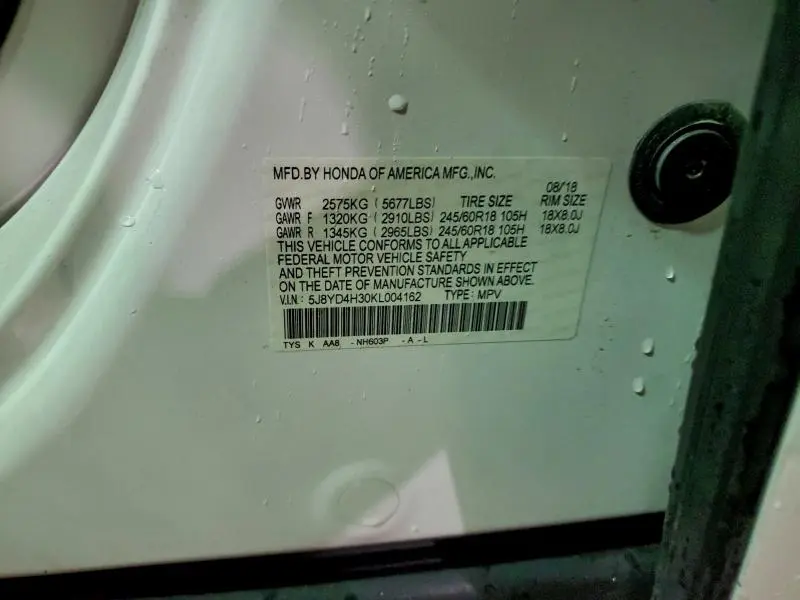 MFD.BY HONDA OF AMERICA MFG.,INC.
08/'18
GVWR 2575KG ( 5677LBS) TIRE SIZE RIM SIZE
GAWR F 1320KG ( 2910LBS) 245/60R18 105H 18X8.0J
GAWR R 1345KG ( 2965LBS) 245/60R18 105H 18X8.0J
THIS VEHICLE CONFORMS TO ALL APPLICABLE
FEDERAL MOTOR VEHICLE SAFETY
AND THEFT PREVENTION STANDARDS IN EFFECT
ON THE DATE OF MANUFACTURE SHOWN ABOVE.
V.I.N.: 5J8YD4H30KL004162 TYPE: MPV
TYS K AA8 -NH603P -A-L